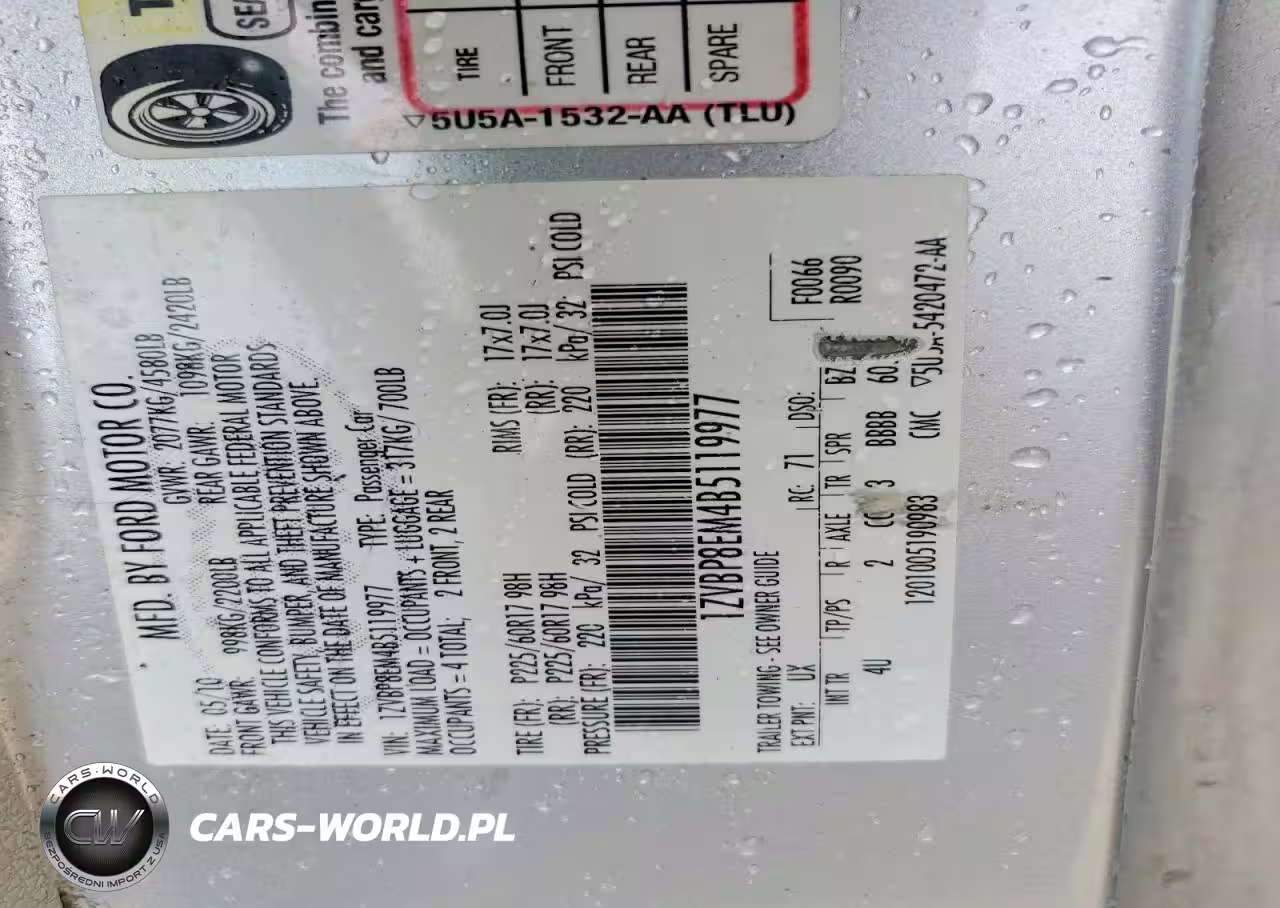 SEA
The combin
and carg
TIRE
FRONT
REAR
SPARE
5U5A-1532-AA (TLU)
MFD. BY FORD MOTOR CO.
DATE: 05/10 GVWR: 2077KG/4580LB
FRONT GAWR: 998KG/2200LB REAR GAWR: 1098KG/2420LB
THIS VEHICLE CONFORMS TO ALL APPLICABLE FEDERAL MOTOR
VEHICLE SAFETY, BUMPER, AND THEFT PREVENTION STANDARDS
IN EFFECT ON THE DATE OF MANUFACTURE SHOWN ABOVE.
VIN: 1ZVBP8EM4B5119977 TYPE: Passenger Car
MAXIMUM LOAD = OCCUPANTS + LUGGAGE = 317KG/700LB
OCCUPANTS = 4 TOTAL; 2 FRONT, 2 REAR
TIRE (FR): P225/60R17 98H RIMS (FR): 17x7.0J
(RR): P225/60R17 98H (RR): 17x7.0J
PRESSURE (FR): 220 kPa/ 32 PSI COLD (RR): 220 kPa/ 32 PSI COLD
1ZVBP8EM4B5119977
TRAILER TOWING - SEE OWNER GUIDE
F0066
R0090
EXT PNT: UX RC: 71 DSO:
INT TR TP/PS R AXLE TR SPR
4U 2 CC 3 BBBB 60.
1201005190983 CMC 5420472-AA
CARS-WORLD
CW
BEZPOŚREDNI IMPORT Z USA
CARS-WORLD.PL